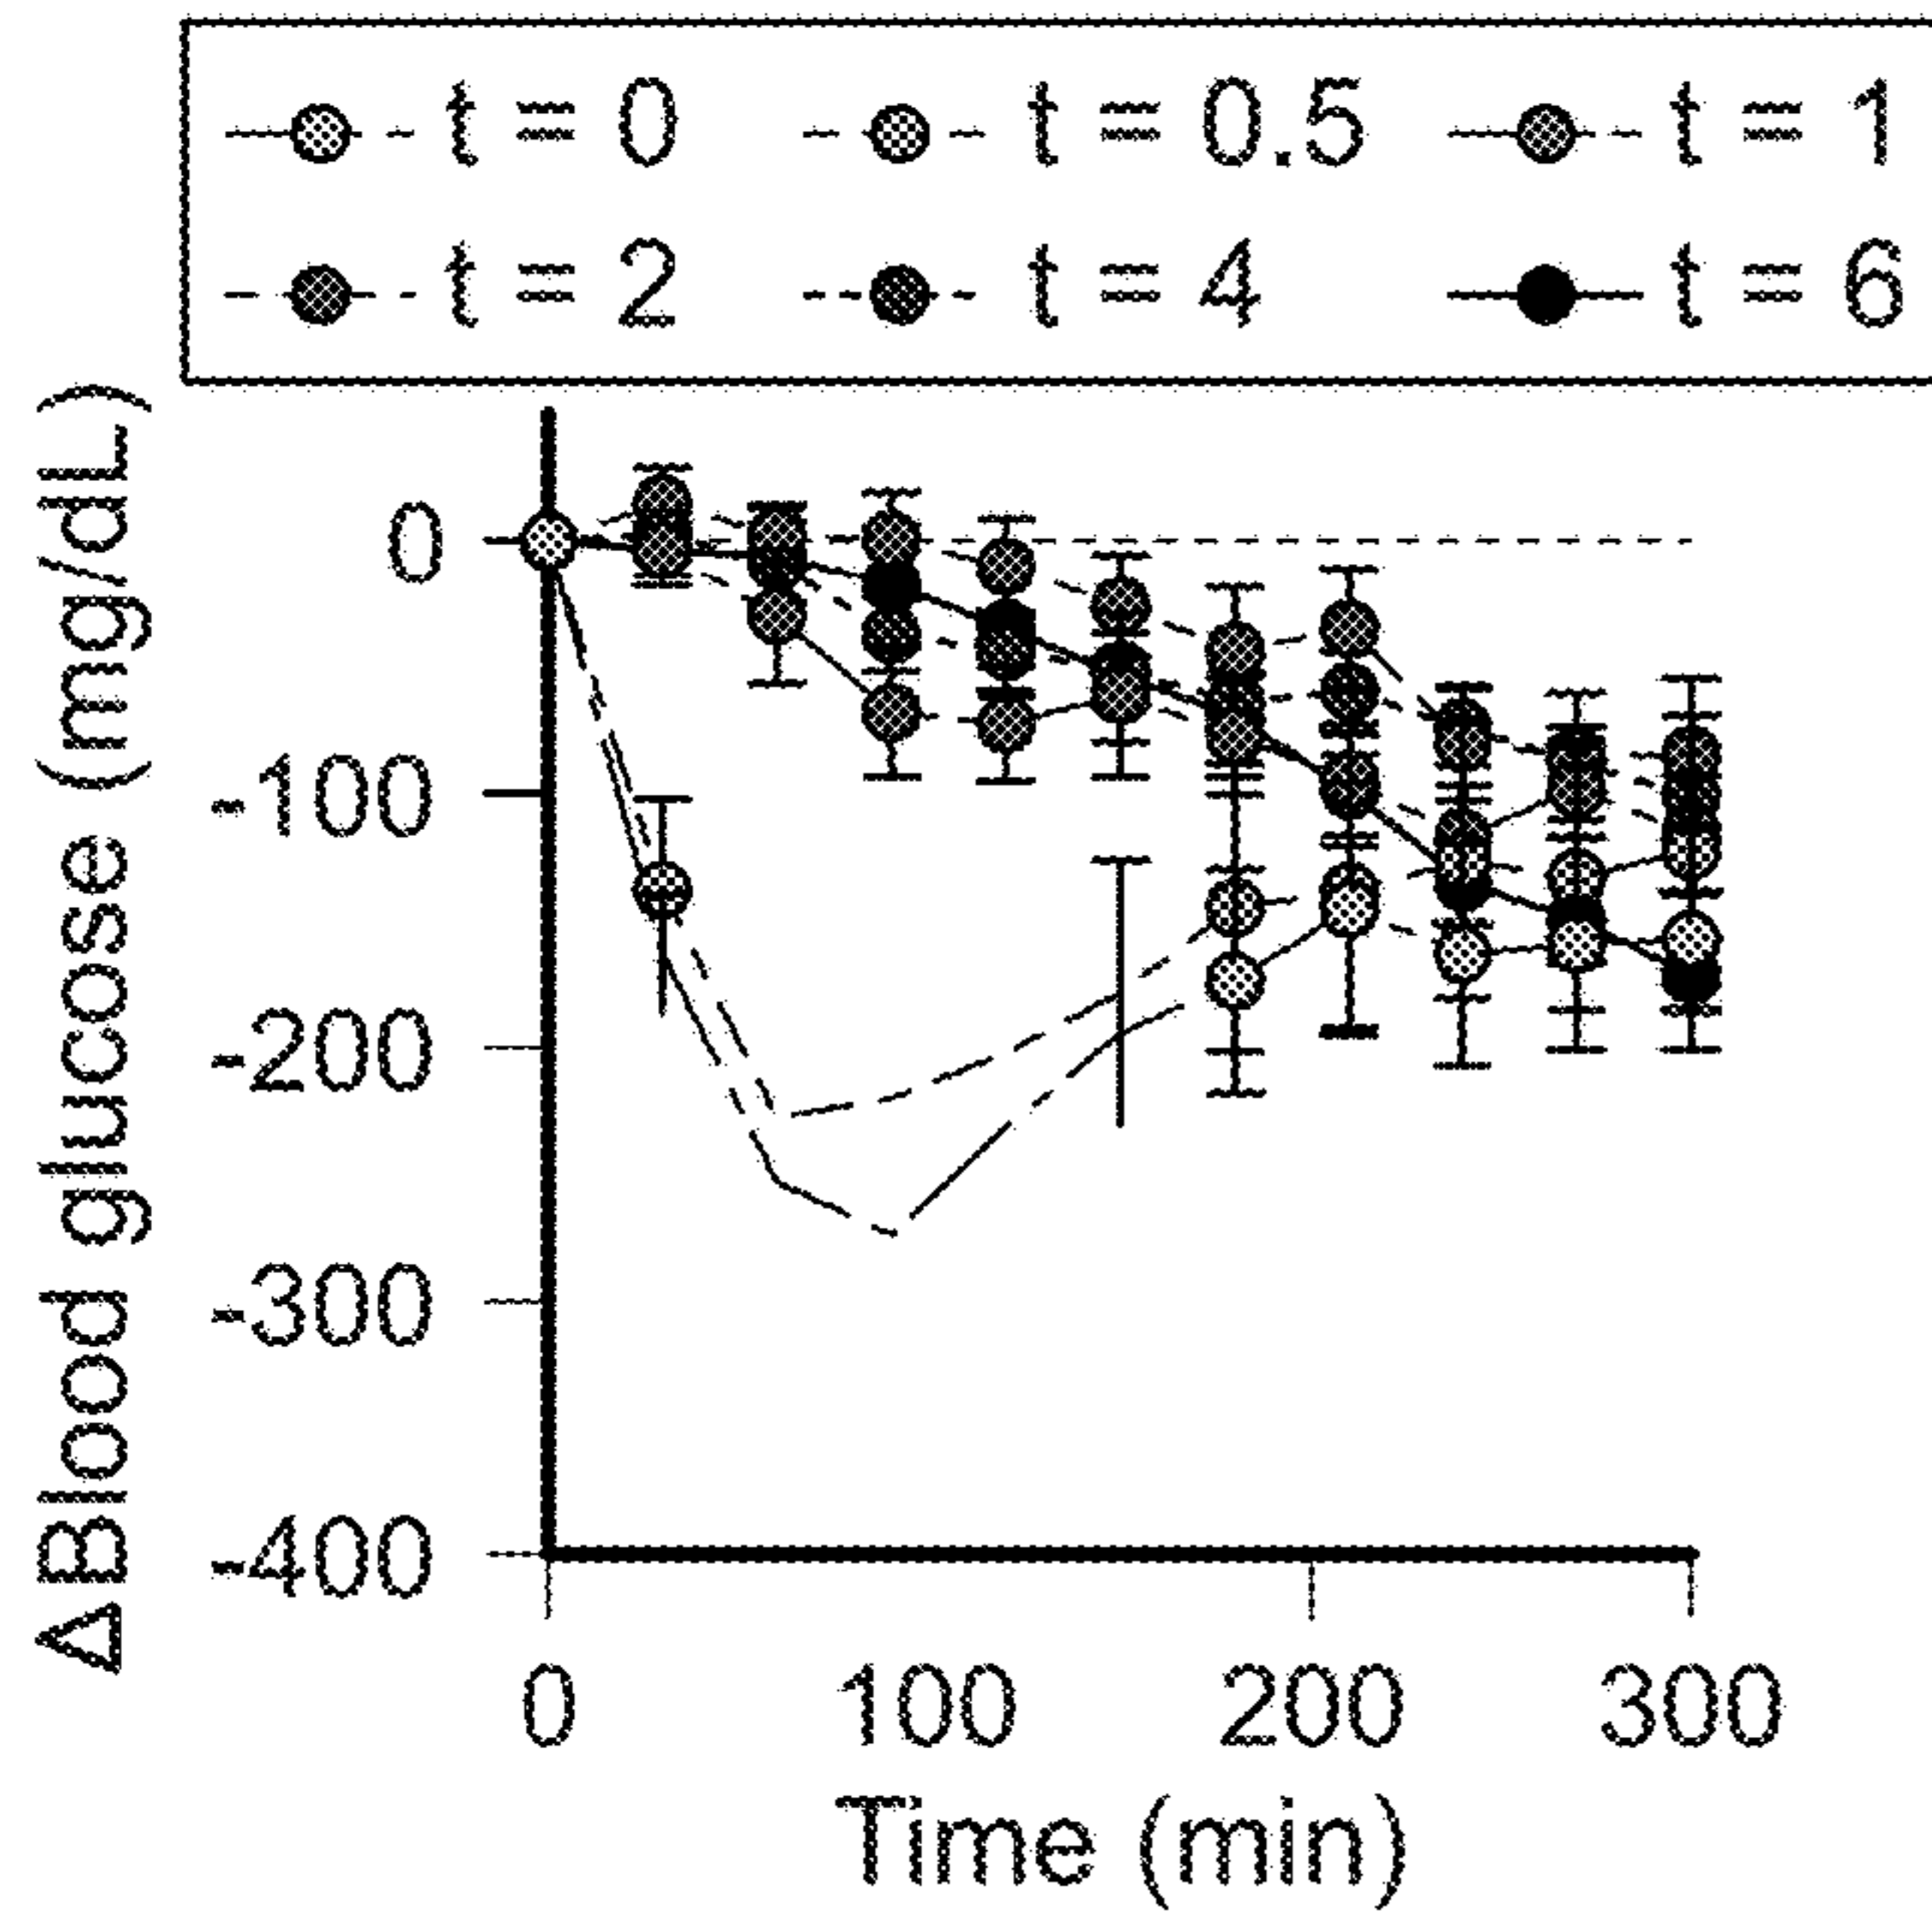 t = 0 t = 0.5 t = 1
t = 2 t = 4 t = 6
ΔBlood glucose (mg/dL)
0
-100
-200
-300
-400
0 100 200 300
Time (min)